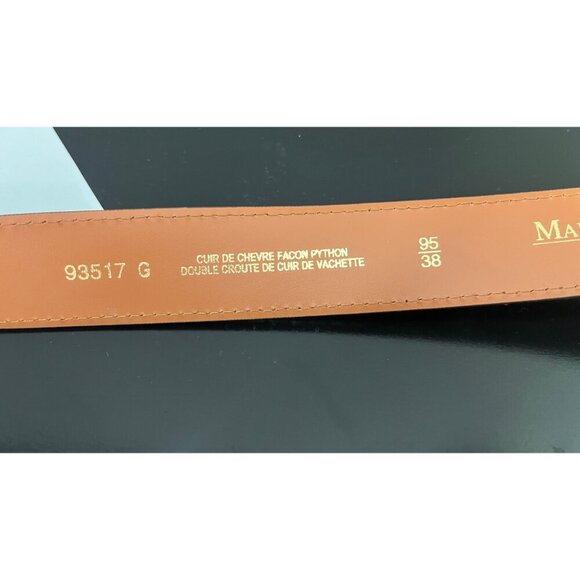 93517 G
CUIR DE CHEVRE FACON PYTHON
DOUBLE CROUTE DE CUIR DE VACHETTE
95
38